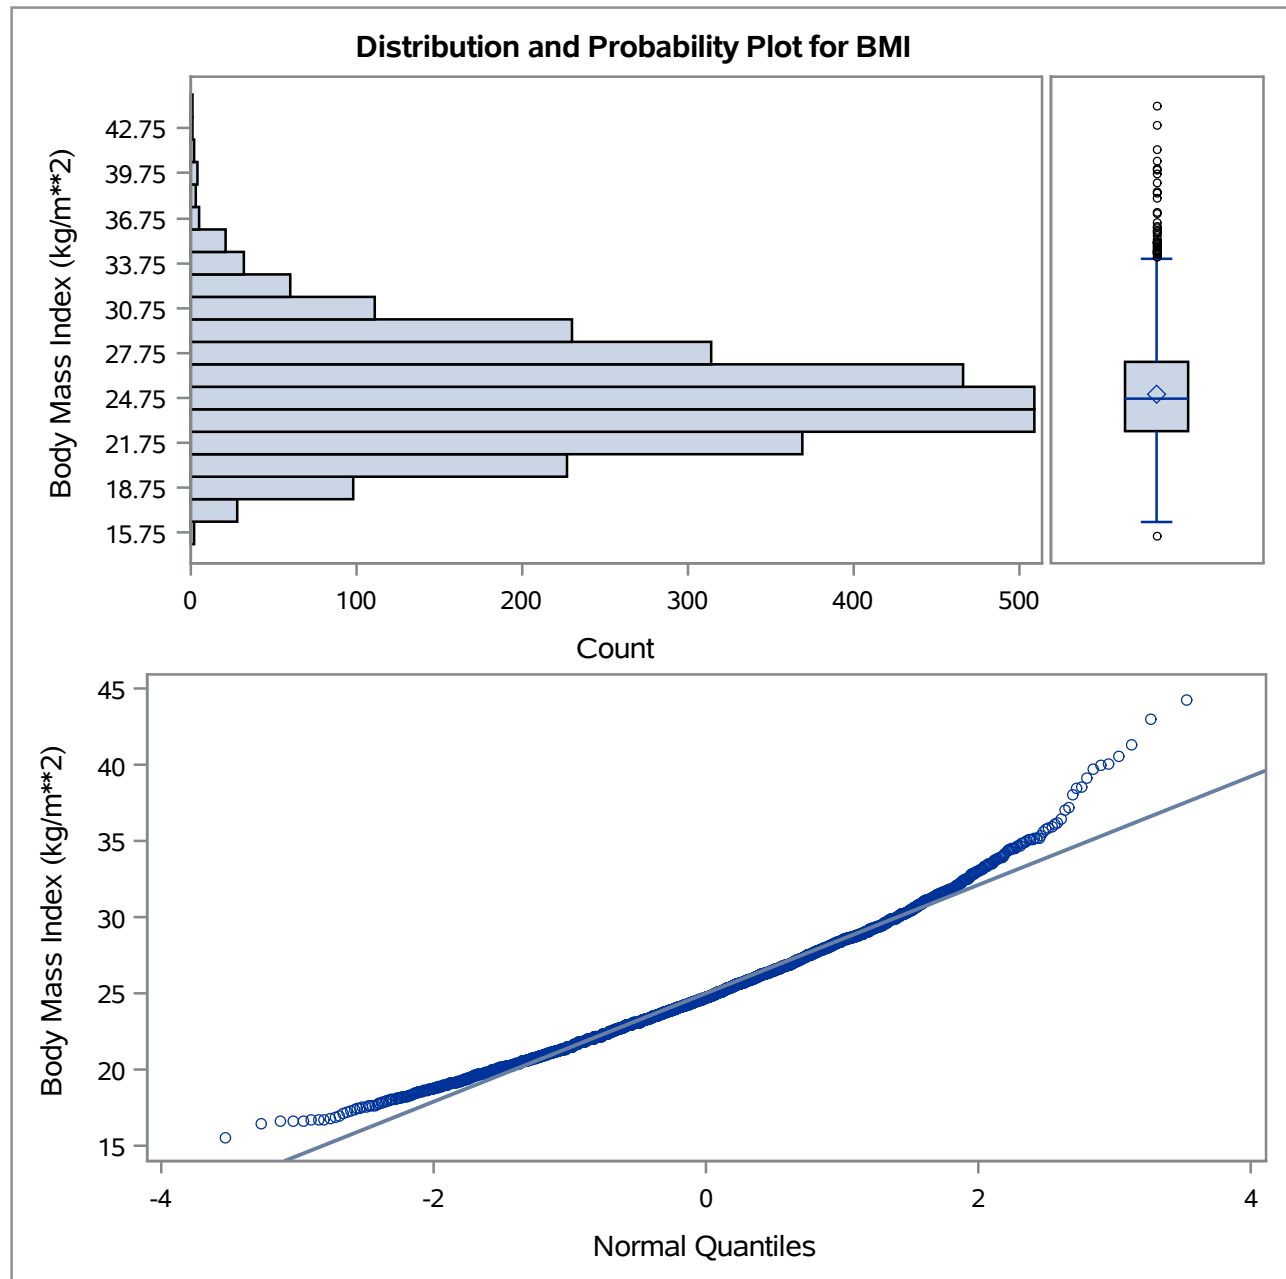 Distribution and Probability Plot for BMI
Body Mass Index (kg/m**2)
42.75
39.75
36.75
33.75
30.75
27.75
24.75
21.75
18.75
15.75
0 100 200 300 400 500
Count
Body Mass Index (kg/m**2)
45
40
35
30
25
20
15
-4 -2 0 2 4
Normal Quantiles